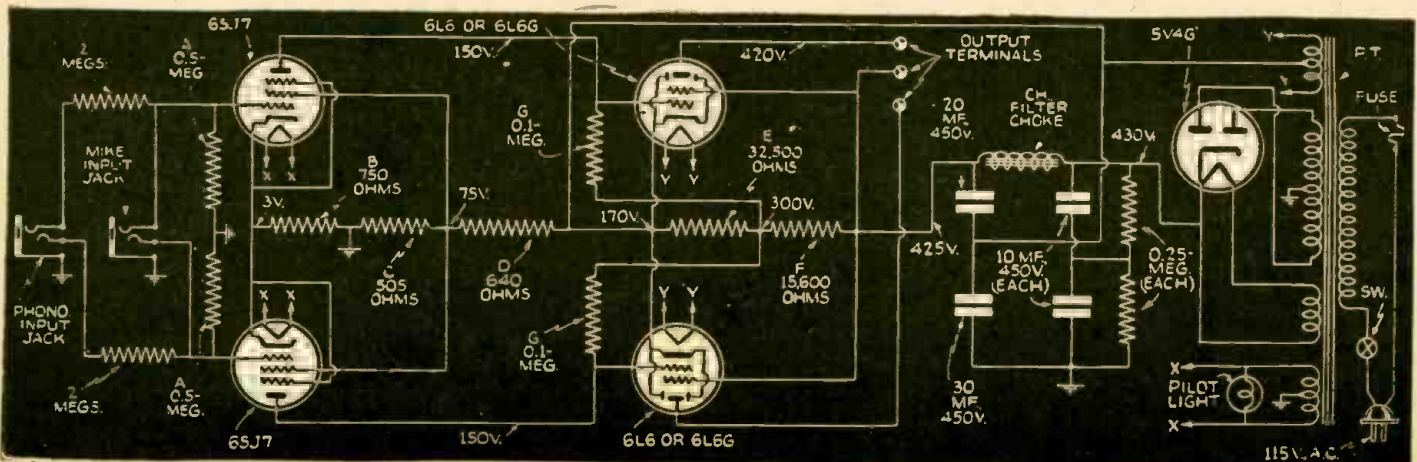 6SJ7
6L6 OR 6L6G
150V.
2
MEGS.
A
0.5-
MEG.
MIKE
INPUT
JACK
PHONO
INPUT
JACK
2
MEGS.
A
0.5-
MEG.
X X
3V.
B
750
OHMS
C
505
OHMS
75V.
D
640
OHMS
X X
6SJ7
150V.
G
0.1-
MEG.
420V.
OUTPUT
TERMINALS
Y Y
E
32,500
OHMS
170V.
300V.
F
15,600
OHMS
G
0.1-
MEG.
Y Y
6L6 OR 6L6G
20
MF.
450V.
CH.
FILTER
CHOKE
430V.
425V.
10 MF.
450V.
(EACH)
0.25-
MEG.
(EACH)
30
MF.
450V.
5V4G
Y
Y
P.T.
FUSE
SW.
X
PILOT
LIGHT
X
115 V. A.C.